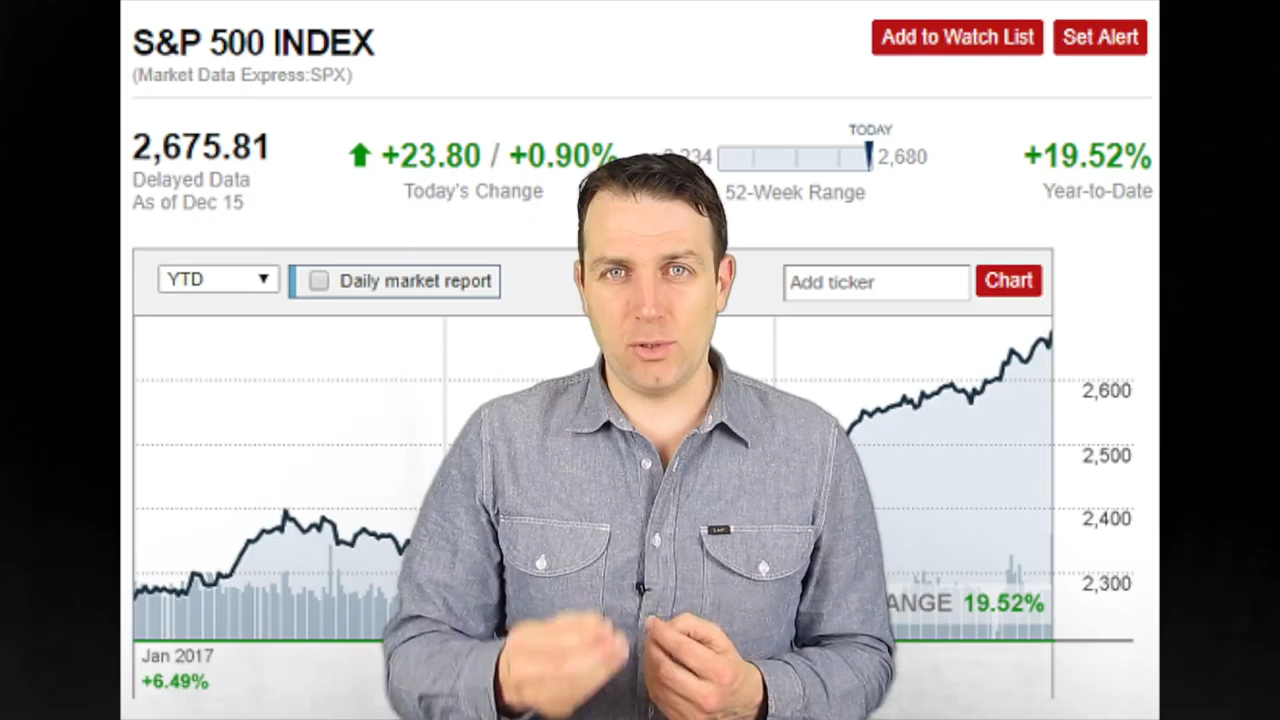 S&P 500 INDEX
(Market Data Express:SPX)
Add to Watch List
Set Alert
2,675.81
Delayed Data
As of Dec 15
+23.80 / +0.90%
Today's Change
TODAY
2,680
52-Week Range
+19.52%
Year-to-Date
YTD
Daily market report
Add ticker
Chart
2,600
2,500
2,400
2,300
19.52%
Jan 2017
+6.49%